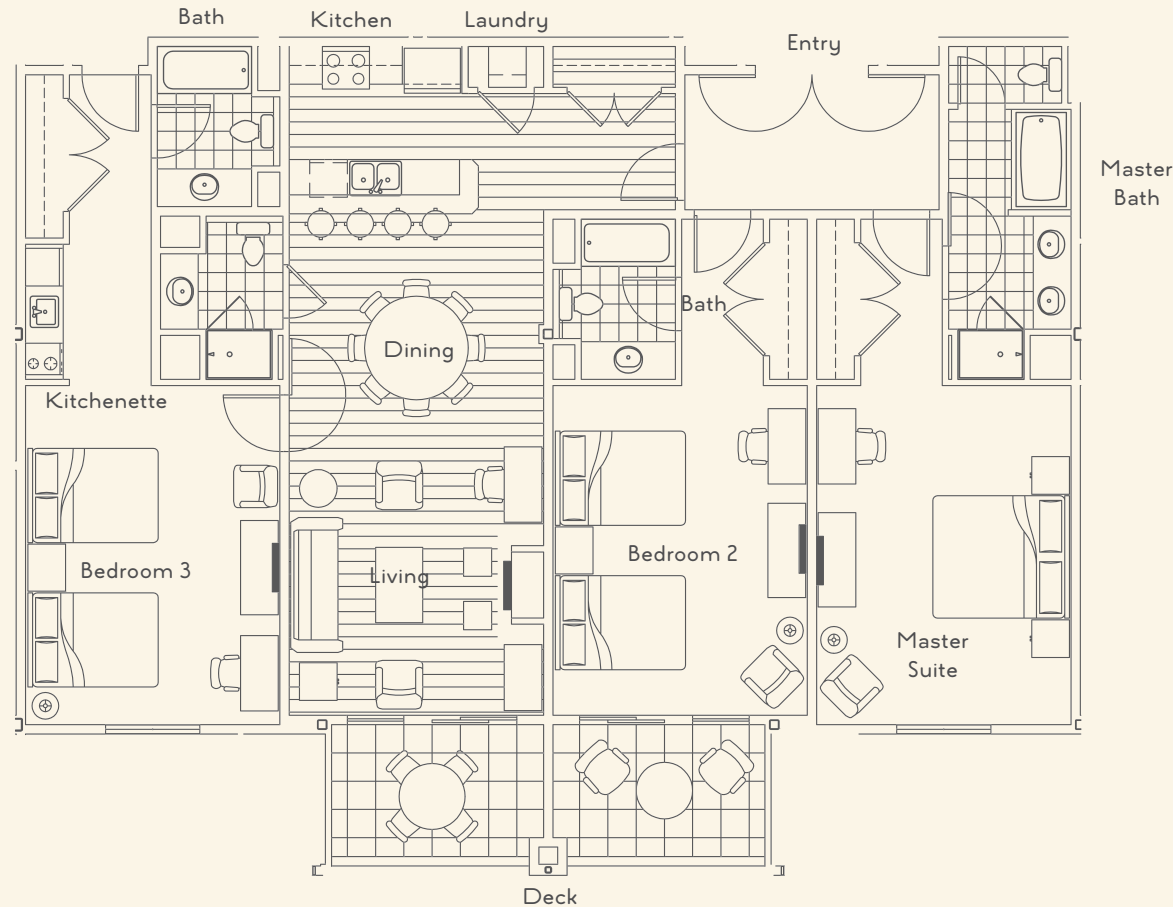 Bath
Kitchen
Laundry
Entry
Master
Bath
Bath
Dining
Kitchenette
Bedroom 3
Living
Bedroom 2
Master
Suite
Deck